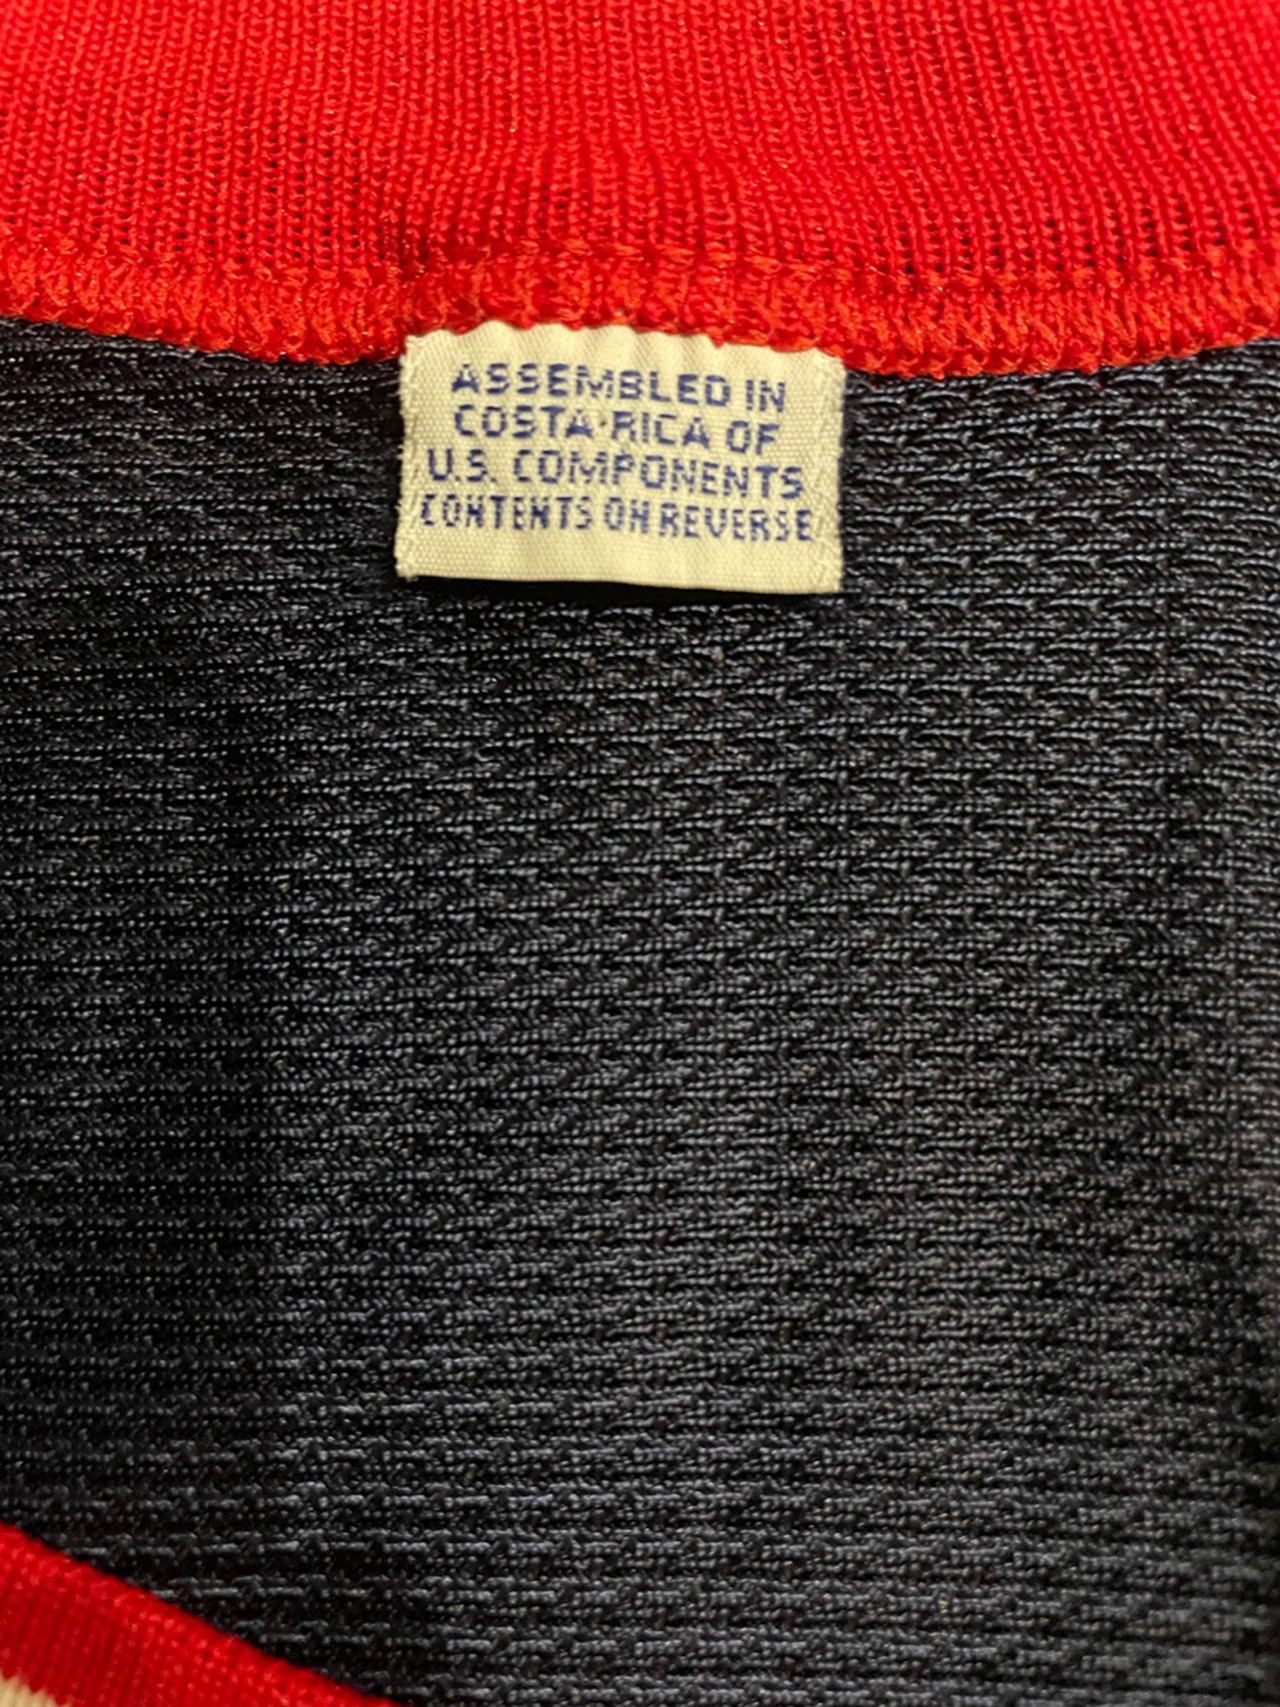 ASSEMBLED IN
COSTA RICA OF
U.S. COMPONENTS
CONTENTS ON REVERSE